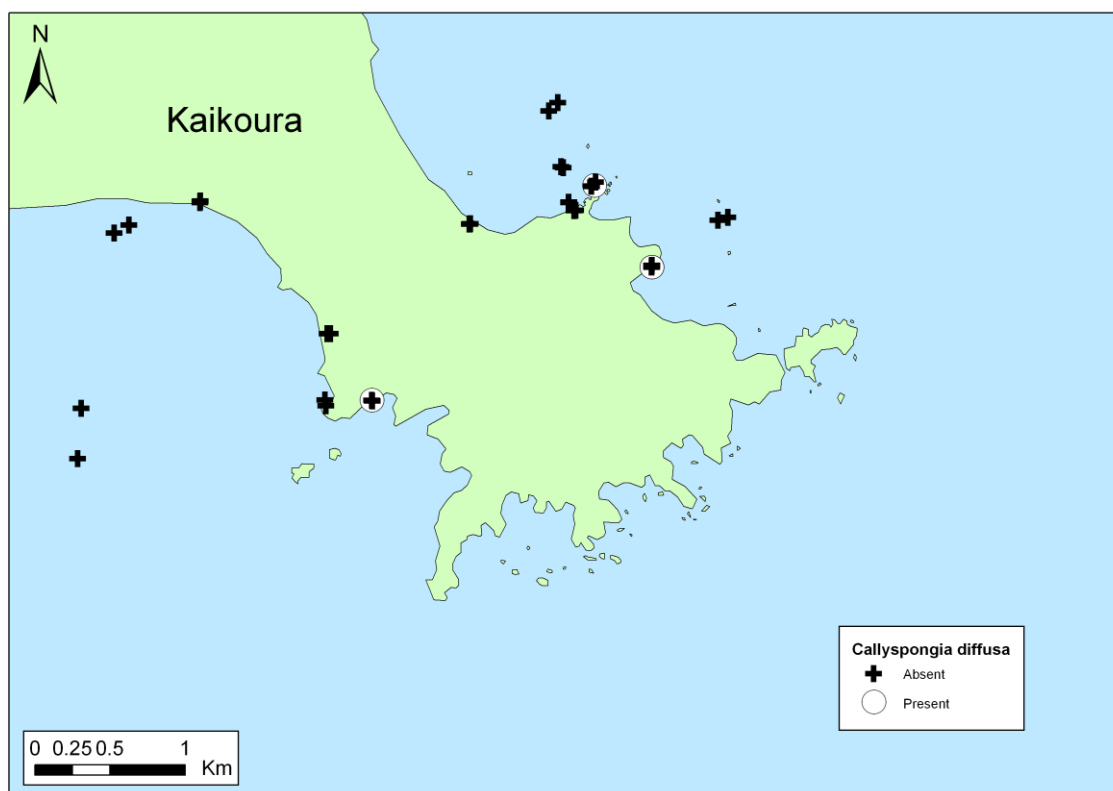 N
Kaikoura
Callyspongia diffusa
Absent
Present
0 0.25 0.5 1
Km